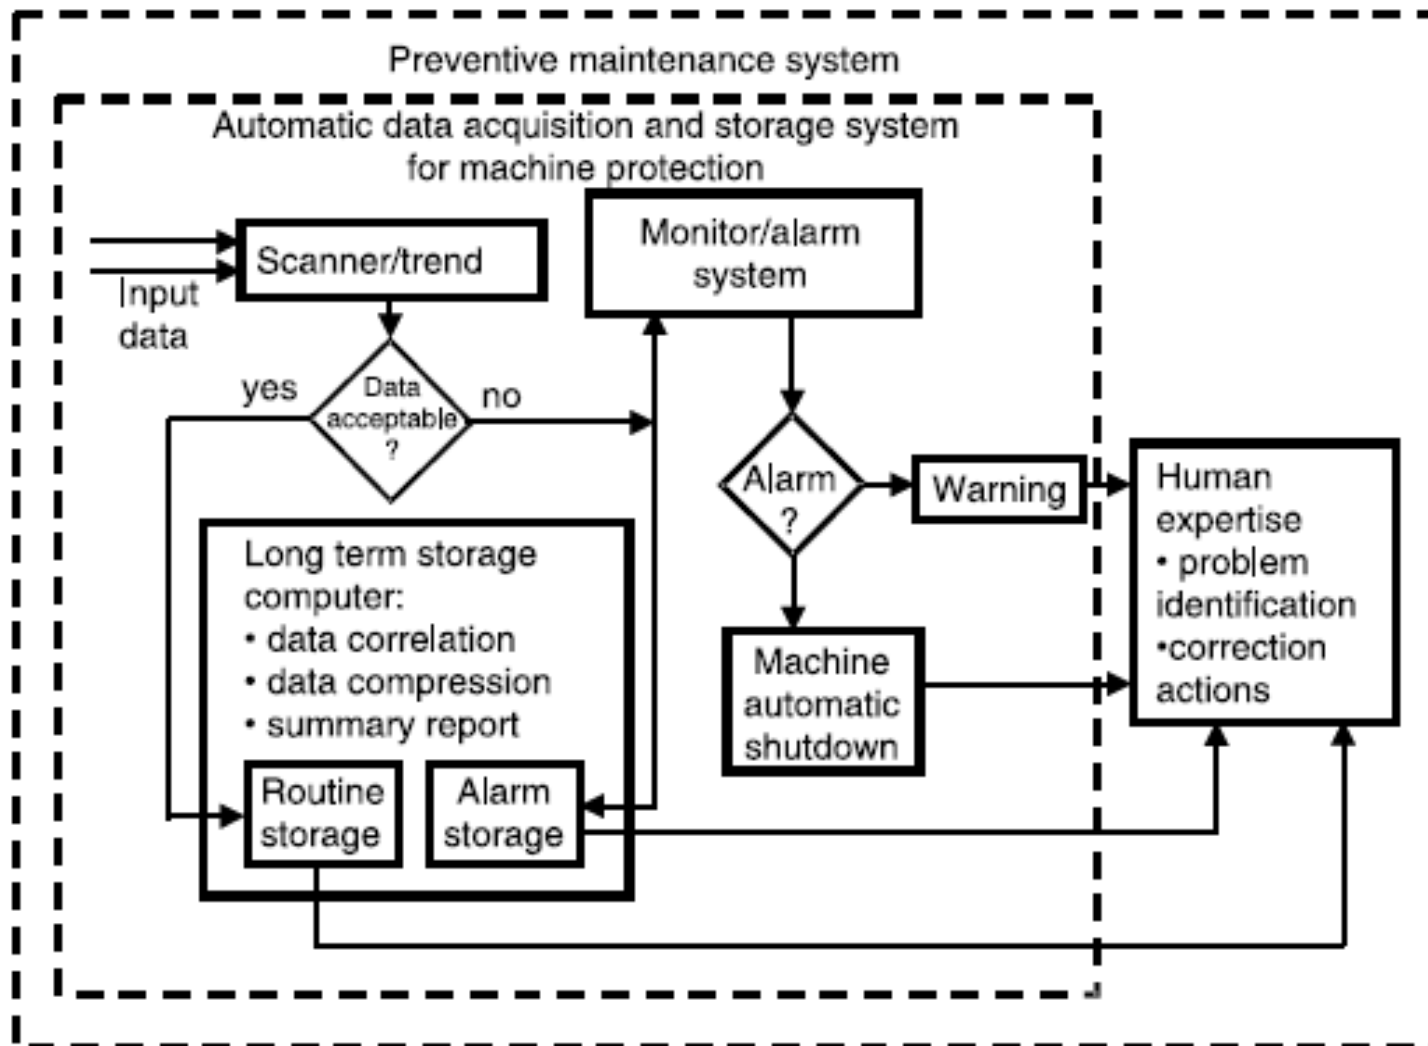 Preventive maintenance system
Automatic data acquisition and storage system
for machine protection
Scanner/trend
Input
data
Monitor/alarm
system
yes
Data
acceptable
?
no
Alarm
?
Warning
Human
expertise
• problem
identification
•correction
actions
Long term storage
computer:
• data correlation
• data compression
• summary report
Machine
automatic
shutdown
Routine
storage
Alarm
storage